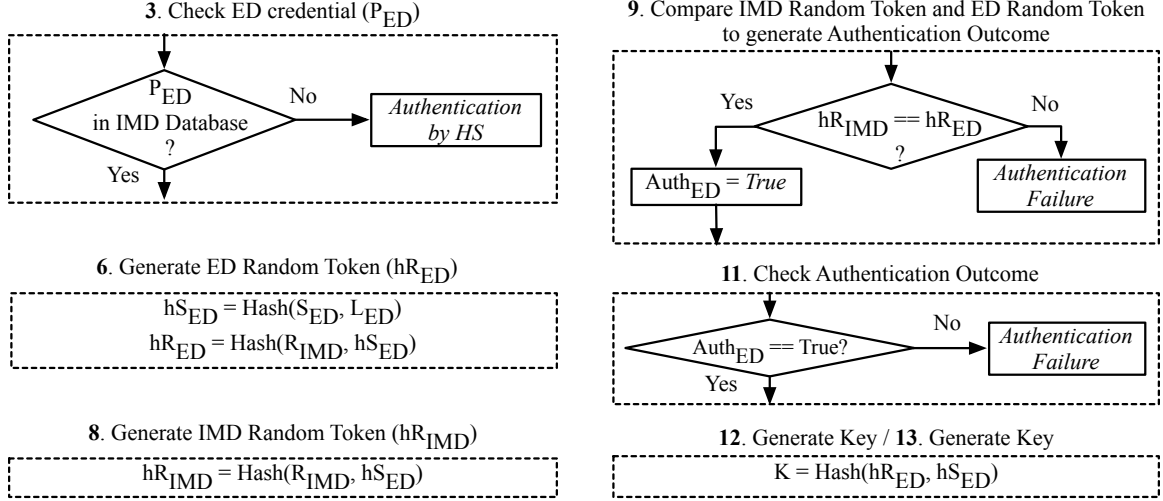 3. Check ED credential (P_ED)
P_ED
in IMD Database
?
No
Yes
Authentication
by HS
6. Generate ED Random Token (hR_ED)
hS_ED = Hash(S_ED, L_ED)
hR_ED = Hash(R_IMD, hS_ED)
8. Generate IMD Random Token (hR_IMD)
hR_IMD = Hash(R_IMD, hS_ED)
9. Compare IMD Random Token and ED Random Token
to generate Authentication Outcome
Yes
hR_IMD == hR_ED
?
No
Auth_ED = True
Authentication
Failure
11. Check Authentication Outcome
Auth_ED == True?
No
Yes
Authentication
Failure
12. Generate Key / 13. Generate Key
K = Hash(hR_ED, hS_ED)